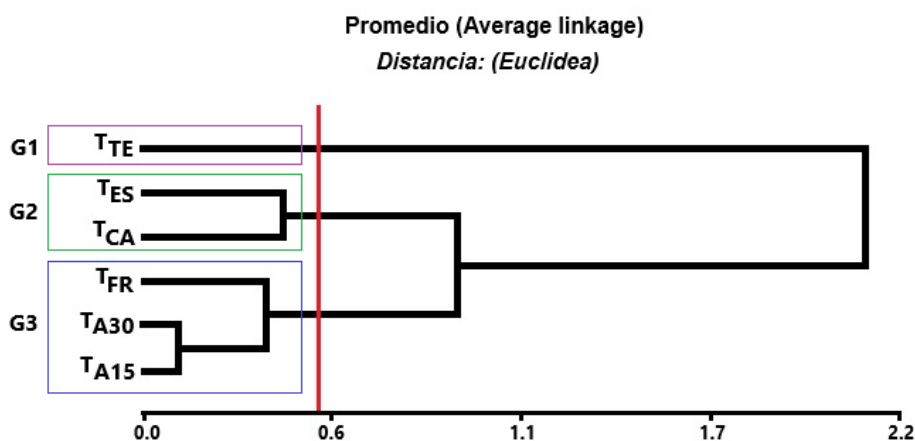 Promedio (Average linkage)
Distancia: (Euclidea)
G1
TTE
TES
G2
TCA
TFR
G3
TA30
TA15
0.0 0.6 1.1 1.7 2.2